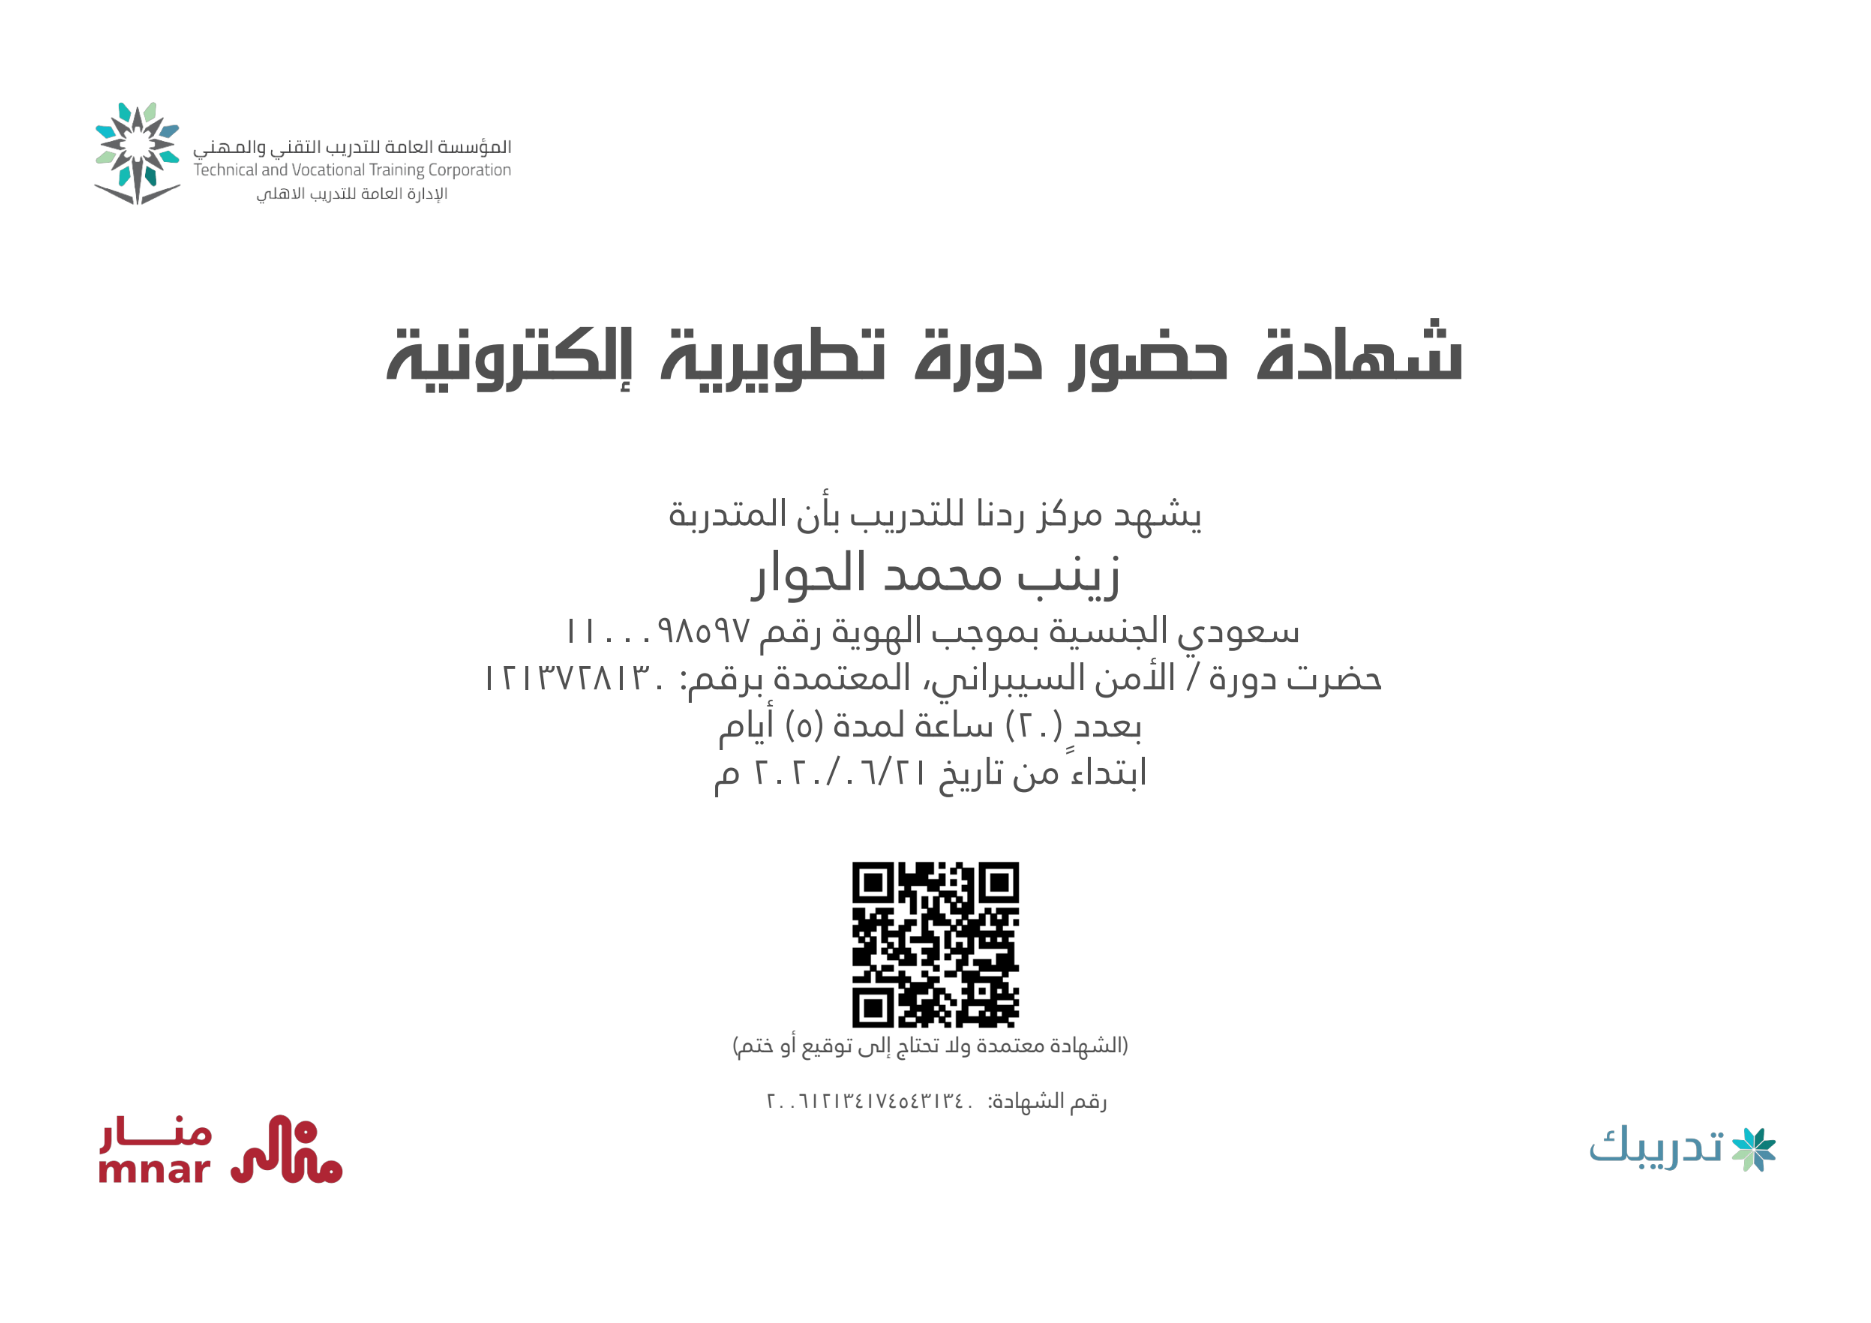 المؤسسة العامة للتدريب التقني والمهني
Technical and Vocational Training Corporation
الإدارة العامة للتدريب الاهلي
شهادة حضور دورة تطويرية إلكترونية
يشهد مركز ردنا للتدريب بأن المتدربة
زينب محمد الحوار
سعودي الجنسية بموجب الهوية رقم ١١٠٠٠٩٨٥٩٧
حضرت دورة / الأمن السيبراني، المعتمدة برقم: ١٢١٣٧٢٨١٣٠
بعددٍ (٢٠) ساعة لمدة (٥) أيام
ابتداءً من تاريخ ٢٠٢٠/٠٦/٢١ م
(الشهادة معتمدة ولا تحتاج إلى توقيع أو ختم)
رقم الشهادة: ٢٠٠٦١٢١٣٤١٧٤٥٤٣١٣٤٠
تدريبك
منار
منار
mnar